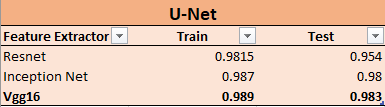 U-Net
Feature Extractor Train Test
Resnet 0.9815 0.954
Inception Net 0.987 0.98
Vgg16 0.989 0.983